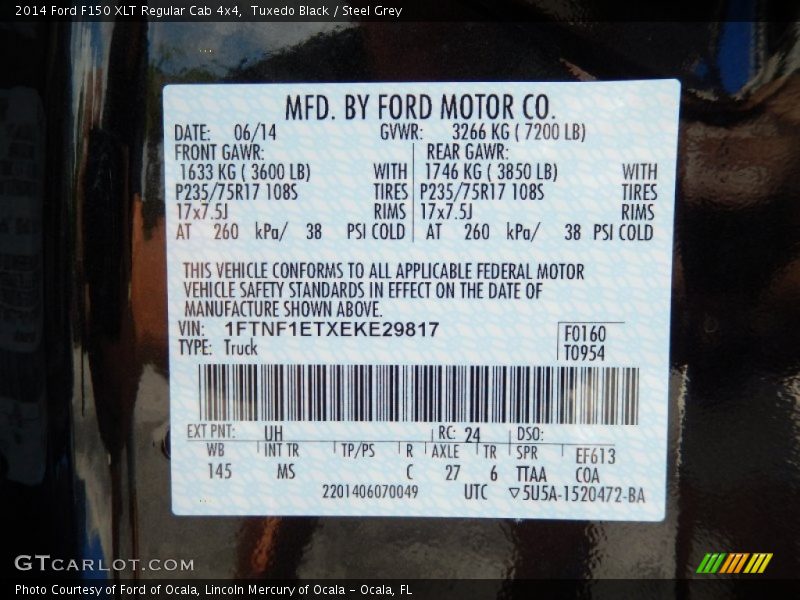 2014 Ford F150 XLT Regular Cab 4x4,  Tuxedo Black / Steel Grey
MFD. BY FORD MOTOR CO.
DATE: 06/14 GVWR: 3266 KG ( 7200 LB)
FRONT GAWR: REAR GAWR:
1633 KG ( 3600 LB) WITH 1746 KG ( 3850 LB) WITH
P235/75R17 108S TIRES P235/75R17 108S TIRES
17x7.5J RIMS 17x7.5J RIMS
AT 260 kPa/ 38 PSI COLD AT 260 kPa/ 38 PSI COLD
THIS VEHICLE CONFORMS TO ALL APPLICABLE FEDERAL MOTOR
VEHICLE SAFETY STANDARDS IN EFFECT ON THE DATE OF
MANUFACTURE SHOWN ABOVE.
VIN: 1FTNF1ETXEKE29817 F0160
TYPE: Truck T0954
EXT PNT: UH RC: 24 DSO:
WB INT TR TP/PS R AXLE TR SPR EF613
145 MS C 27 6 TTAA COA
2201406070049 UTC ▽5U5A-1520472-BA
GTCARLOT.COM
Photo Courtesy of Ford of Ocala, Lincoln Mercury of Ocala - Ocala, FL